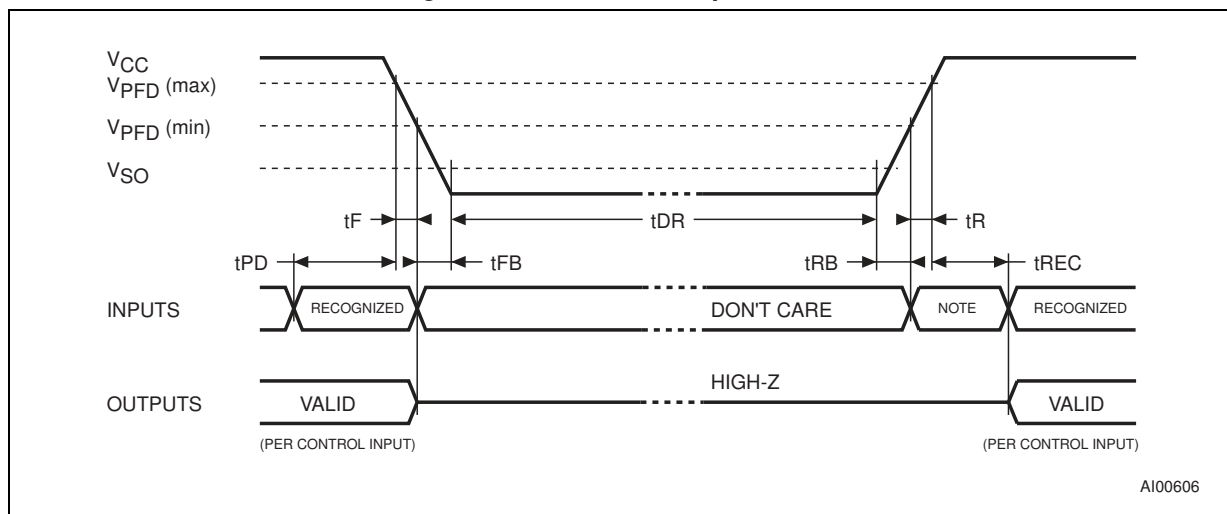 VCC
VPFD (max)
VPFD (min)
VSO
tF
tDR
tR
tPD
tFB
tRB
tREC
INPUTS
RECOGNIZED
DON'T CARE
NOTE
RECOGNIZED
HIGH-Z
OUTPUTS
VALID
VALID
(PER CONTROL INPUT)
(PER CONTROL INPUT)
AI00606